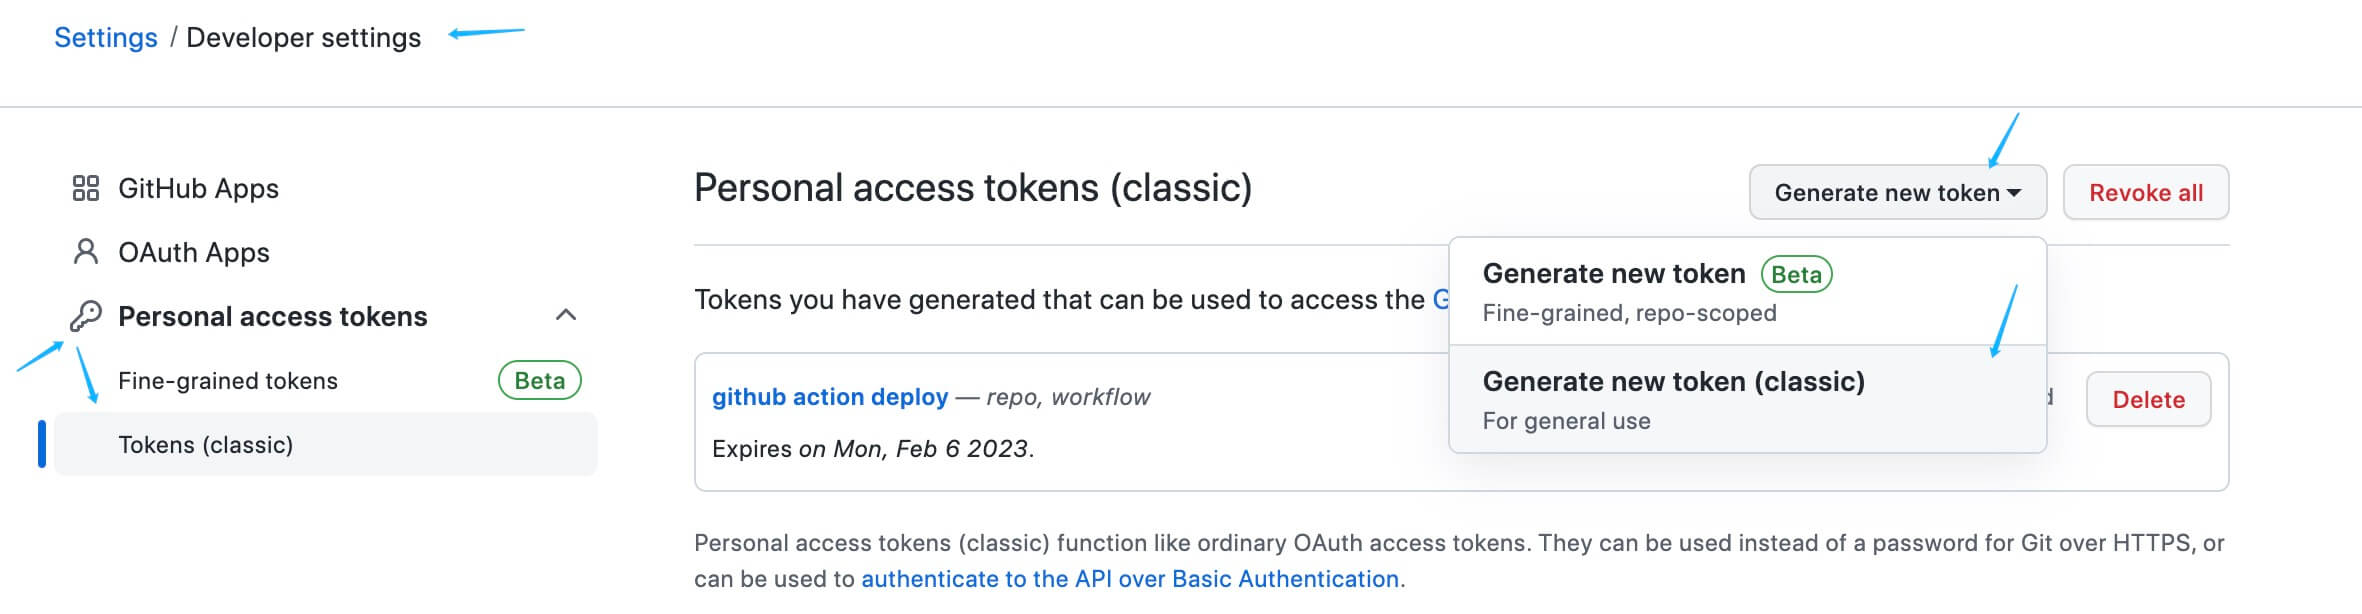 Settings / Developer settings
GitHub Apps
OAuth Apps
Personal access tokens
Fine-grained tokens Beta
Tokens (classic)
Personal access tokens (classic)
Generate new token
Revoke all
Generate new token Beta
Fine-grained, repo-scoped
Generate new token (classic)
For general use
Tokens you have generated that can be used to access the
github action deploy — repo, workflow
Delete
Expires on Mon, Feb 6 2023.
Personal access tokens (classic) function like ordinary OAuth access tokens. They can be used instead of a password for Git over HTTPS, or
can be used to authenticate to the API over Basic Authentication.